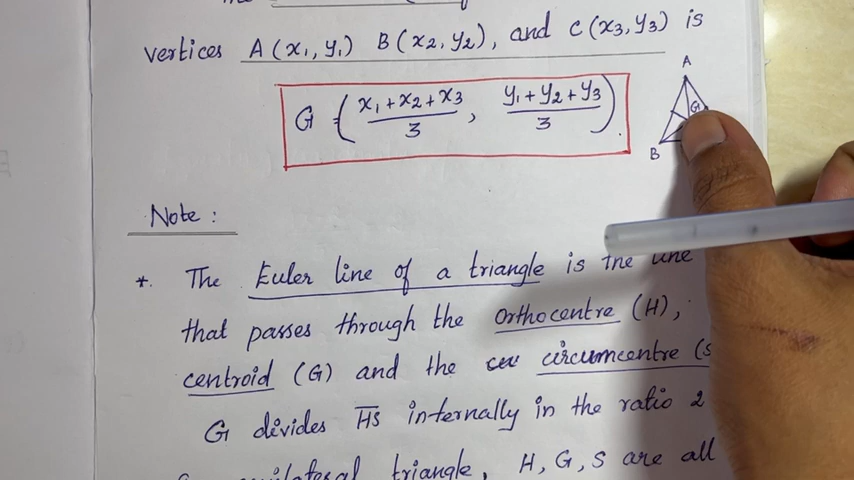 vertices A(x₁, y₁) B(x₂, y₂), and C(x₃, y₃) is
G = (x₁ + x₂ + x₃ / 3 , y₁ + y₂ + y₃ / 3).
A
G
B
Note :
*. The Euler line of a triangle is the line
that passes through the orthocentre (H),
centroid (G) and the circumcentre (S
G divides HS internally in the ratio 2
triangle, H, G, S are all